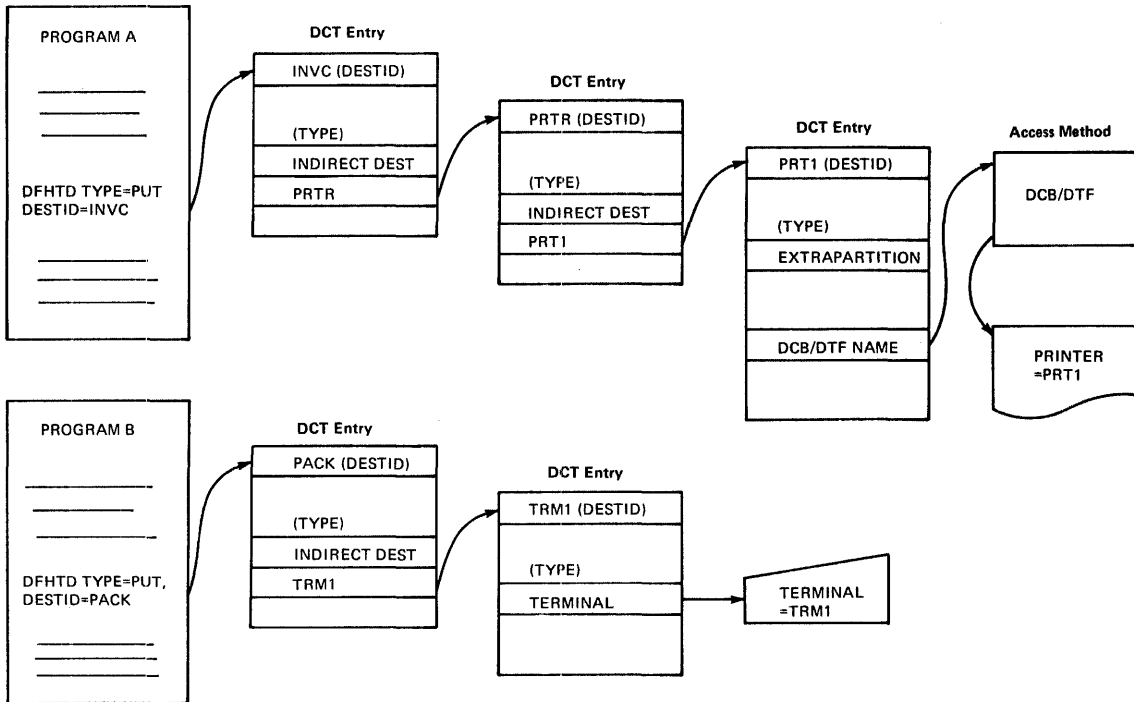 PROGRAM A
DFHTD TYPE=PUT
DESTID=INVC
DCT Entry
INVC (DESTID)
(TYPE)
INDIRECT DEST
PRTR
DCT Entry
PRTR (DESTID)
(TYPE)
INDIRECT DEST
PRT1
DCT Entry
PRT1 (DESTID)
(TYPE)
EXTRAPARTITION
DCB/DTF NAME
Access Method
DCB/DTF
PRINTER
=PRT1
PROGRAM B
DFHTD TYPE=PUT,
DESTID=PACK
DCT Entry
PACK (DESTID)
(TYPE)
INDIRECT DEST
TRM1
DCT Entry
TRM1 (DESTID)
(TYPE)
TERMINAL
TERMINAL
=TRM1